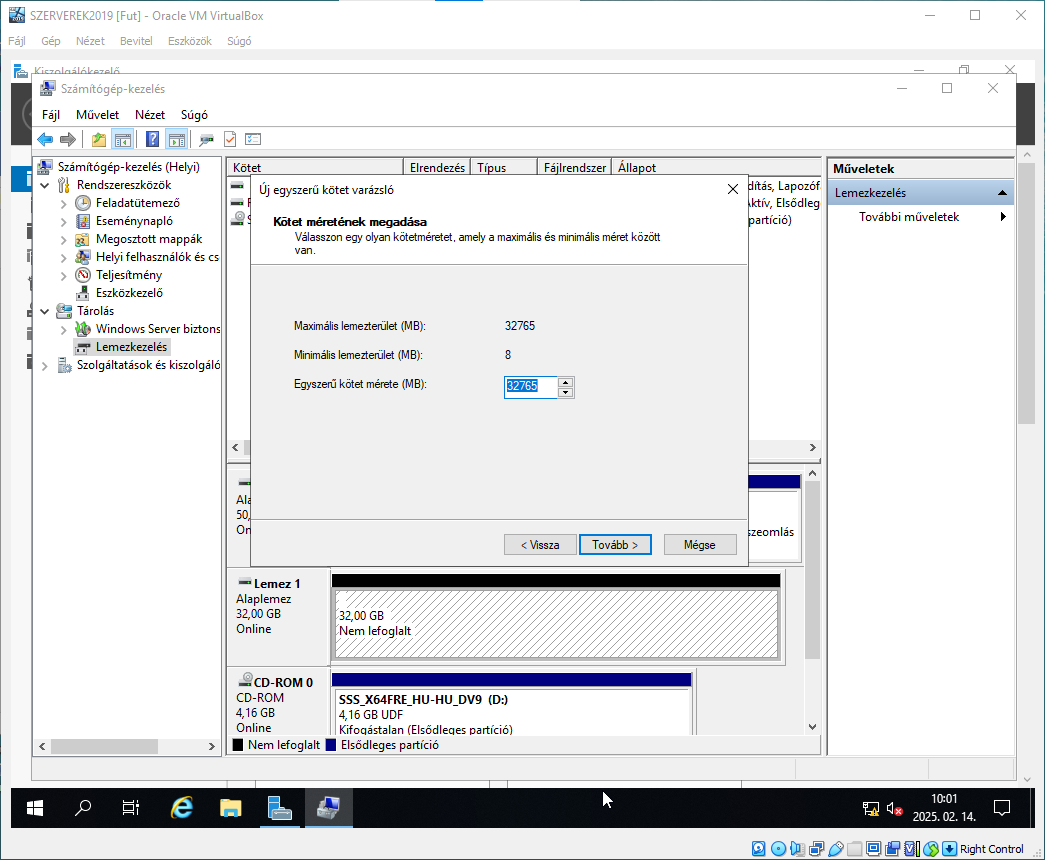 SZERVEREK2019 [Fut] - Oracle VM VirtualBox
Fájl Gép Nézet Bevitel Eszközök Súgó
Kiszolgálókezelő
Számítógép-kezelés
Fájl Művelet Nézet Súgó
Számítógép-kezelés (Helyi)
Rendszereszközök
Feladatütemező
Eseménynapló
Megosztott mappák
Helyi felhasználók és cs
Teljesítmény
Eszközkezelő
Tárolás
Windows Server biztons
Lemezkezelés
Szolgáltatások és kiszolgáló
Kötet Elrendezés Típus Fájlrendszer Állapot
dítás, Lapozóf
Aktív, Elsődleg
partíció)
Új egyszerű kötet varázsló
Kötet méretének megadása
Válasszon egy olyan kötetméretet, amely a maximális és minimális méret között
van.
Maximális lemezterület (MB): 32765
Minimális lemezterület (MB): 8
Egyszerű kötet mérete (MB): 32765
< Vissza Tovább > Mégse
Műveletek
Lemezkezelés
További műveletek
Ala
50,
On
szeomlás
Lemez 1
Alaplemez
32,00 GB
Online
32,00 GB
Nem lefoglalt
CD-ROM 0
CD-ROM
4,16 GB
Online
SSS_X64FRE_HU-HU_DV9 (D:)
4,16 GB UDF
Kifogástalan (Elsődleges partíció)
Nem lefoglalt Elsődleges partíció
10:01
2025. 02. 14.
Right Control